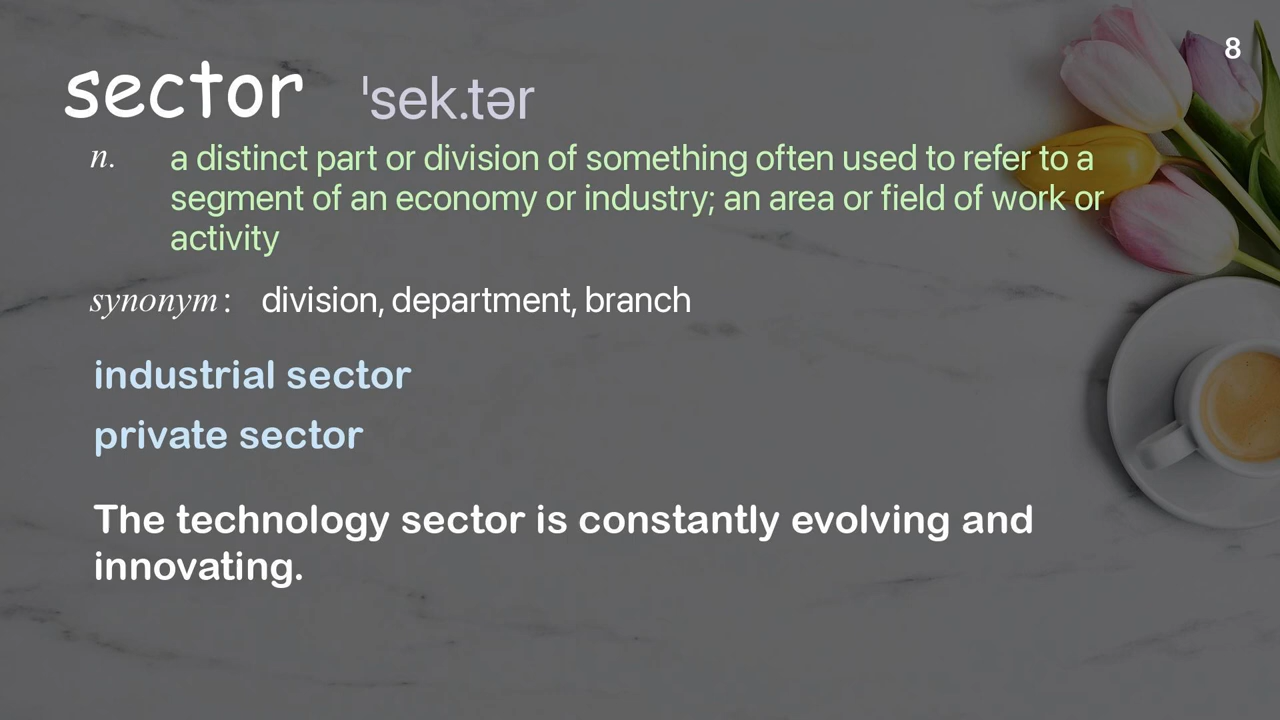 8
sector ˈsek.tər
n. a distinct part or division of something often used to refer to a
segment of an economy or industry; an area or field of work or
activity
synonym: division, department, branch
industrial sector
private sector
The technology sector is constantly evolving and
innovating.